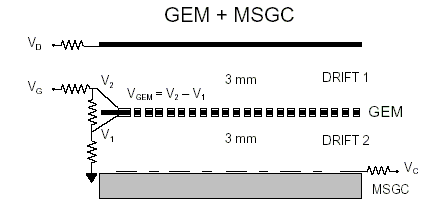 GEM + MSGC
V_D
3 mm DRIFT 1
V_G V_2 V_GEM = V_2 – V_1
GEM
V_1 3 mm DRIFT 2
V_C
MSGC